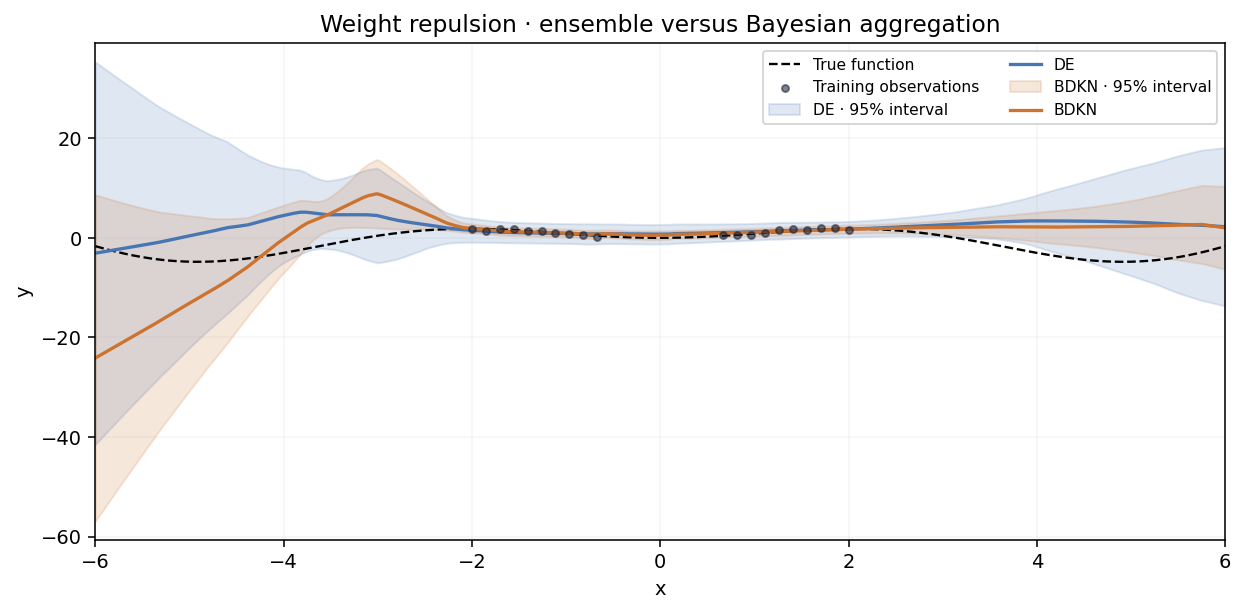 Weight repulsion · ensemble versus Bayesian aggregation
True function
Training observations
DE · 95% interval
DE
BDKN · 95% interval
BDKN
y
20
0
−20
−40
−60
−6
−4
−2
0
2
4
6
x